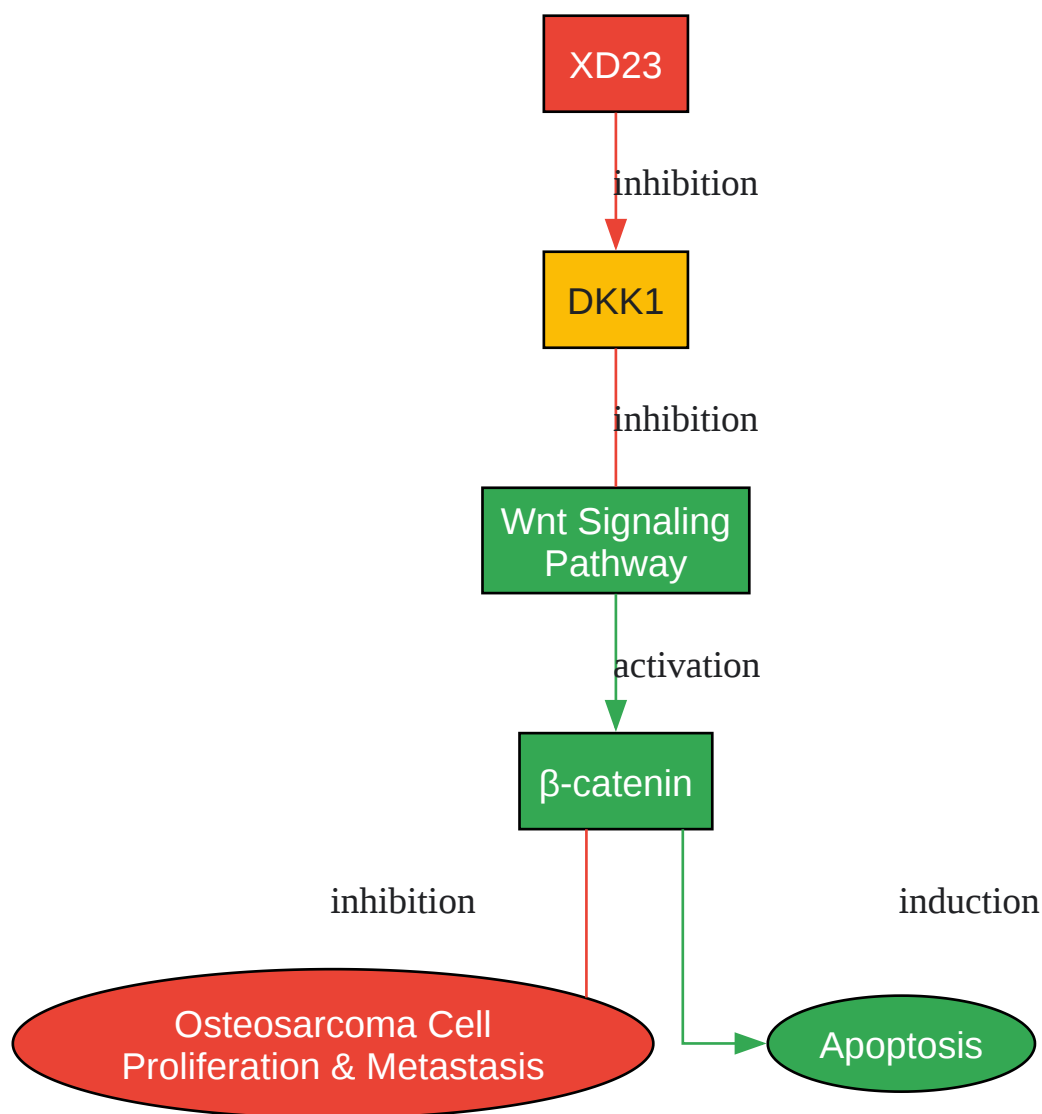 XD23
inhibition
DKK1
inhibition
Wnt Signaling
Pathway
activation
β-catenin
inhibition
induction
Osteosarcoma Cell
Proliferation & Metastasis
Apoptosis